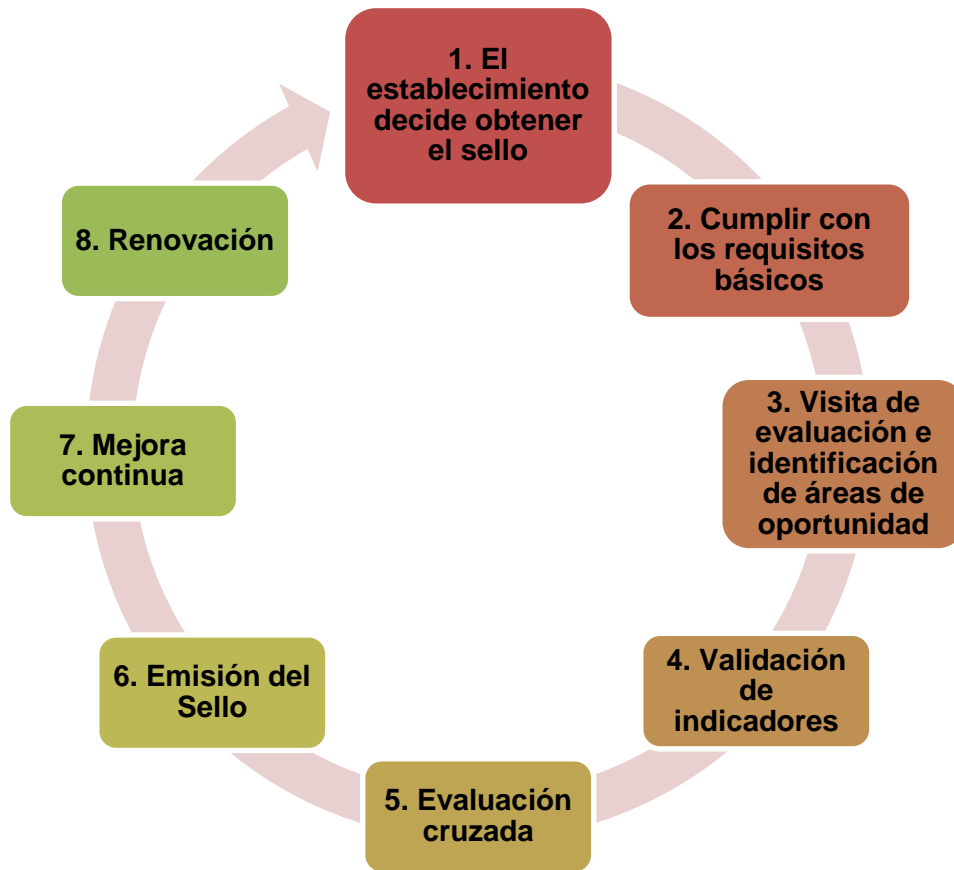 1. El
establecimiento
decide obtener
el sello
2. Cumplir con
los requisitos
básicos
3. Visita de
evaluación e
identificación
de áreas de
oportunidad
4. Validación
de
indicadores
5. Evaluación
cruzada
6. Emisión del
Sello
7. Mejora
continua
8. Renovación